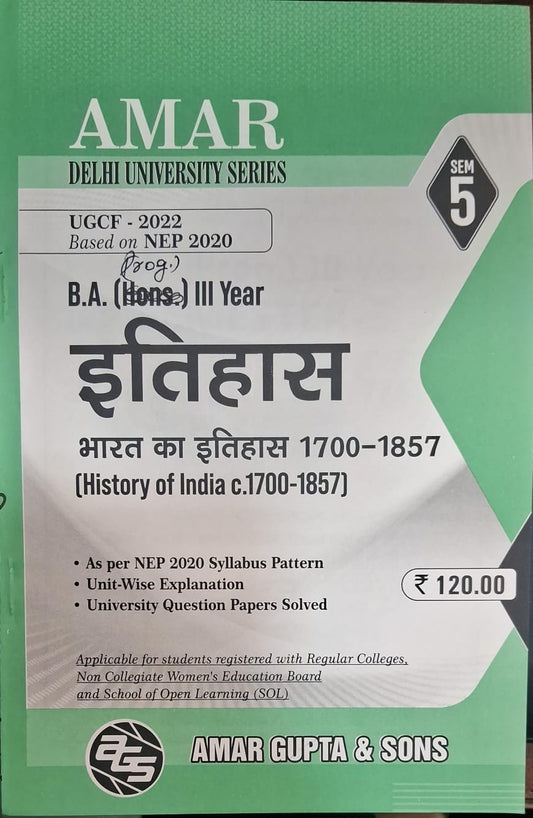 AMAR
DELHI UNIVERSITY SERIES
SEM
5
UGCF - 2022
Based on NEP 2020
(Prog.)
B.A. (Hons.) III Year
इतिहास
भारत का इतिहास 1700-1857
(History of India c.1700-1857)
• As per NEP 2020 Syllabus Pattern
• Unit-Wise Explanation
• University Question Papers Solved
₹ 120.00
Applicable for students registered with Regular Colleges,
Non Collegiate Women's Education Board
and School of Open Learning (SOL)
ags
AMAR GUPTA & SONS